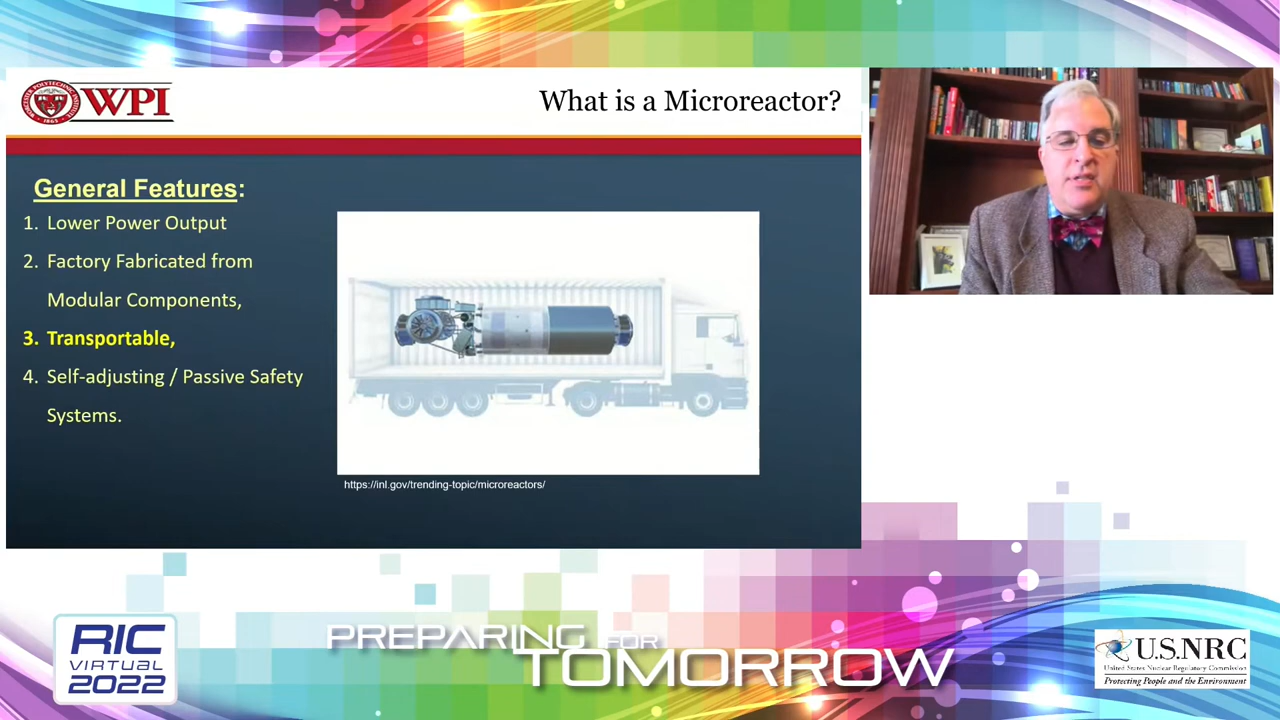 WPI
What is a Microreactor?
General Features:
1. Lower Power Output
2. Factory Fabricated from
Modular Components,
3. Transportable,
4. Self-adjusting / Passive Safety
Systems.
https://inl.gov/trending-topic/microreactors/
RIC
VIRTUAL
2022
PREPARING FOR
TOMORROW
U.S.NRC
United States Nuclear Regulatory Commission
Protecting People and the Environment